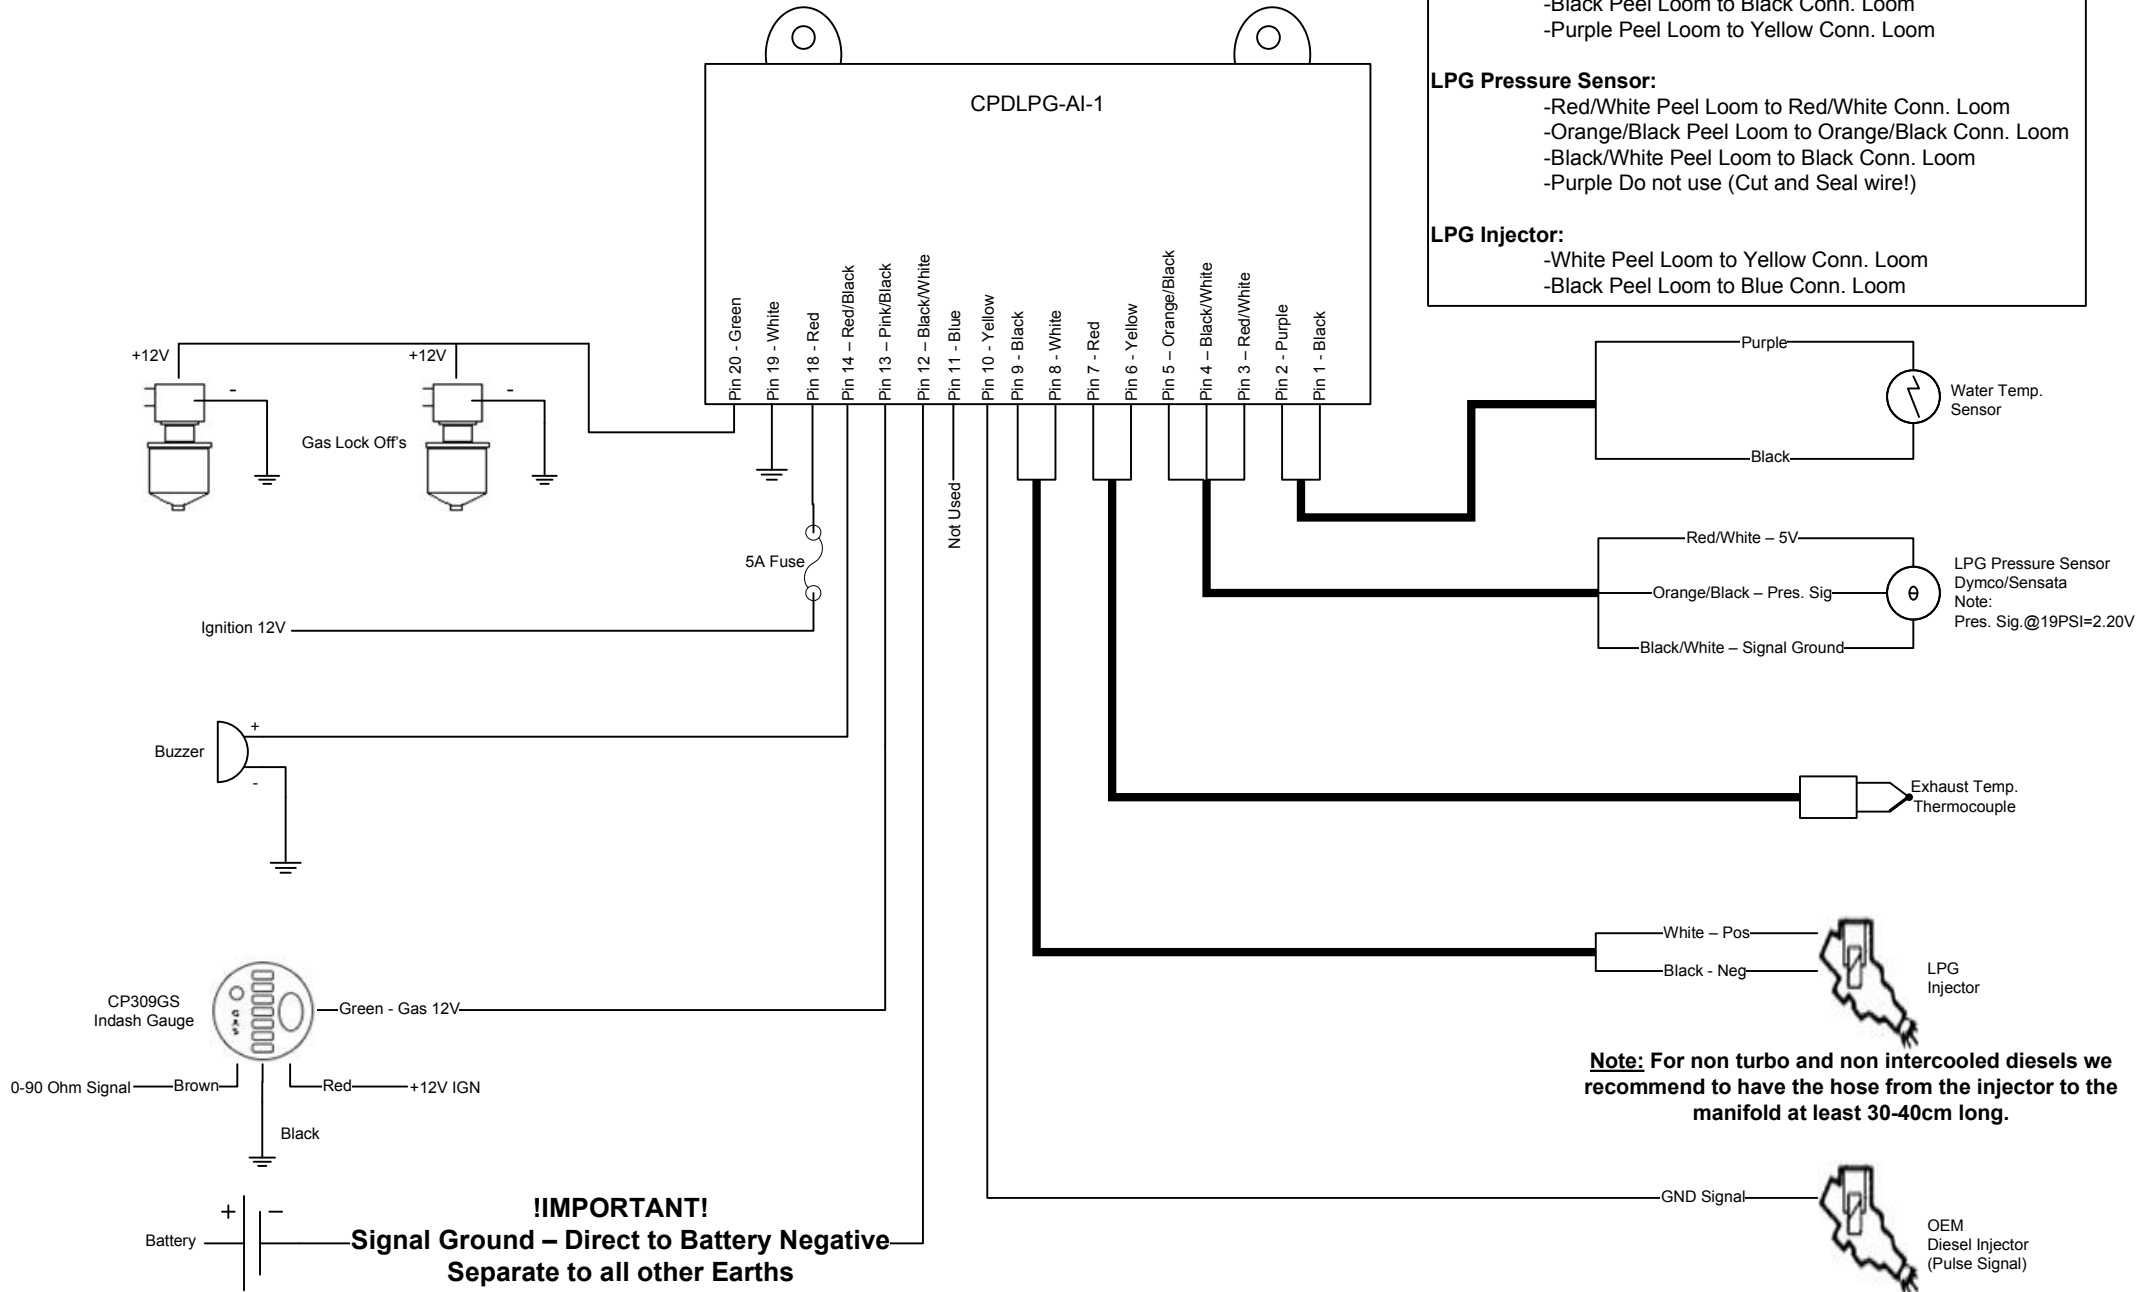 -Black Peel Loom to Black Conn. Loom
-Purple Peel Loom to Yellow Conn. Loom
LPG Pressure Sensor:
-Red/White Peel Loom to Red/White Conn. Loom
-Orange/Black Peel Loom to Orange/Black Conn. Loom
-Black/White Peel Loom to Black Conn. Loom
-Purple Do not use (Cut and Seal wire!)
LPG Injector:
-White Peel Loom to Yellow Conn. Loom
-Black Peel Loom to Blue Conn. Loom
CPDLPG-AI-1
Pin 20 - Green
Pin 19 - White
Pin 18 - Red
Pin 14 – Red/Black
Pin 13 – Pink/Black
Pin 12 – Black/White
Pin 11 - Blue
Pin 10 - Yellow
Pin 9 - Black
Pin 8 - White
Pin 7 - Red
Pin 6 - Yellow
Pin 5 – Orange/Black
Pin 4 – Black/White
Pin 3 – Red/White
Pin 2 - Purple
Pin 1 - Black
+12V
-
+12V
-
Gas Lock Off's
Not Used
5A Fuse
Ignition 12V
Buzzer
+
-
CP309GS
Indash Gauge
GAS
Green - Gas 12V
0-90 Ohm Signal
Brown
Red
+12V IGN
Black
Battery
+
–
!IMPORTANT!
Signal Ground – Direct to Battery Negative
Separate to all other Earths
Purple
Black
Water Temp.
Sensor
Red/White – 5V
Orange/Black – Pres. Sig
Black/White – Signal Ground
θ
LPG Pressure Sensor
Dymco/Sensata
Note:
Pres. Sig.@19PSI=2.20V
Exhaust Temp.
Thermocouple
White – Pos
Black - Neg
LPG
Injector
Note: For non turbo and non intercooled diesels we
recommend to have the hose from the injector to the
manifold at least 30-40cm long.
GND Signal
OEM
Diesel Injector
(Pulse Signal)